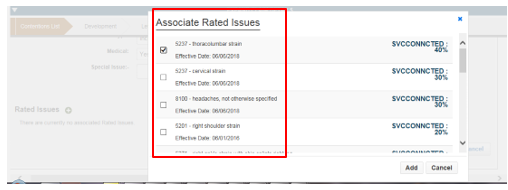 Associate Rated Issues
×
Contentions List
Development
5237 - thoracolumbar strain
SVCCONNCTED :
40%
Effective Date: 06/06/2018
Medical:
Special Issue:
5237 - cervical strain
SVCCONNCTED :
30%
Effective Date: 06/06/2018
8100 - headaches, not otherwise specified
SVCCONNCTED :
30%
Effective Date: 06/06/2018
Rated Issues
There are currently no associated Rated Issues
5201 - right shoulder strain
SVCCONNCTED :
20%
Effective Date: 06/01/2016
Add
Cancel